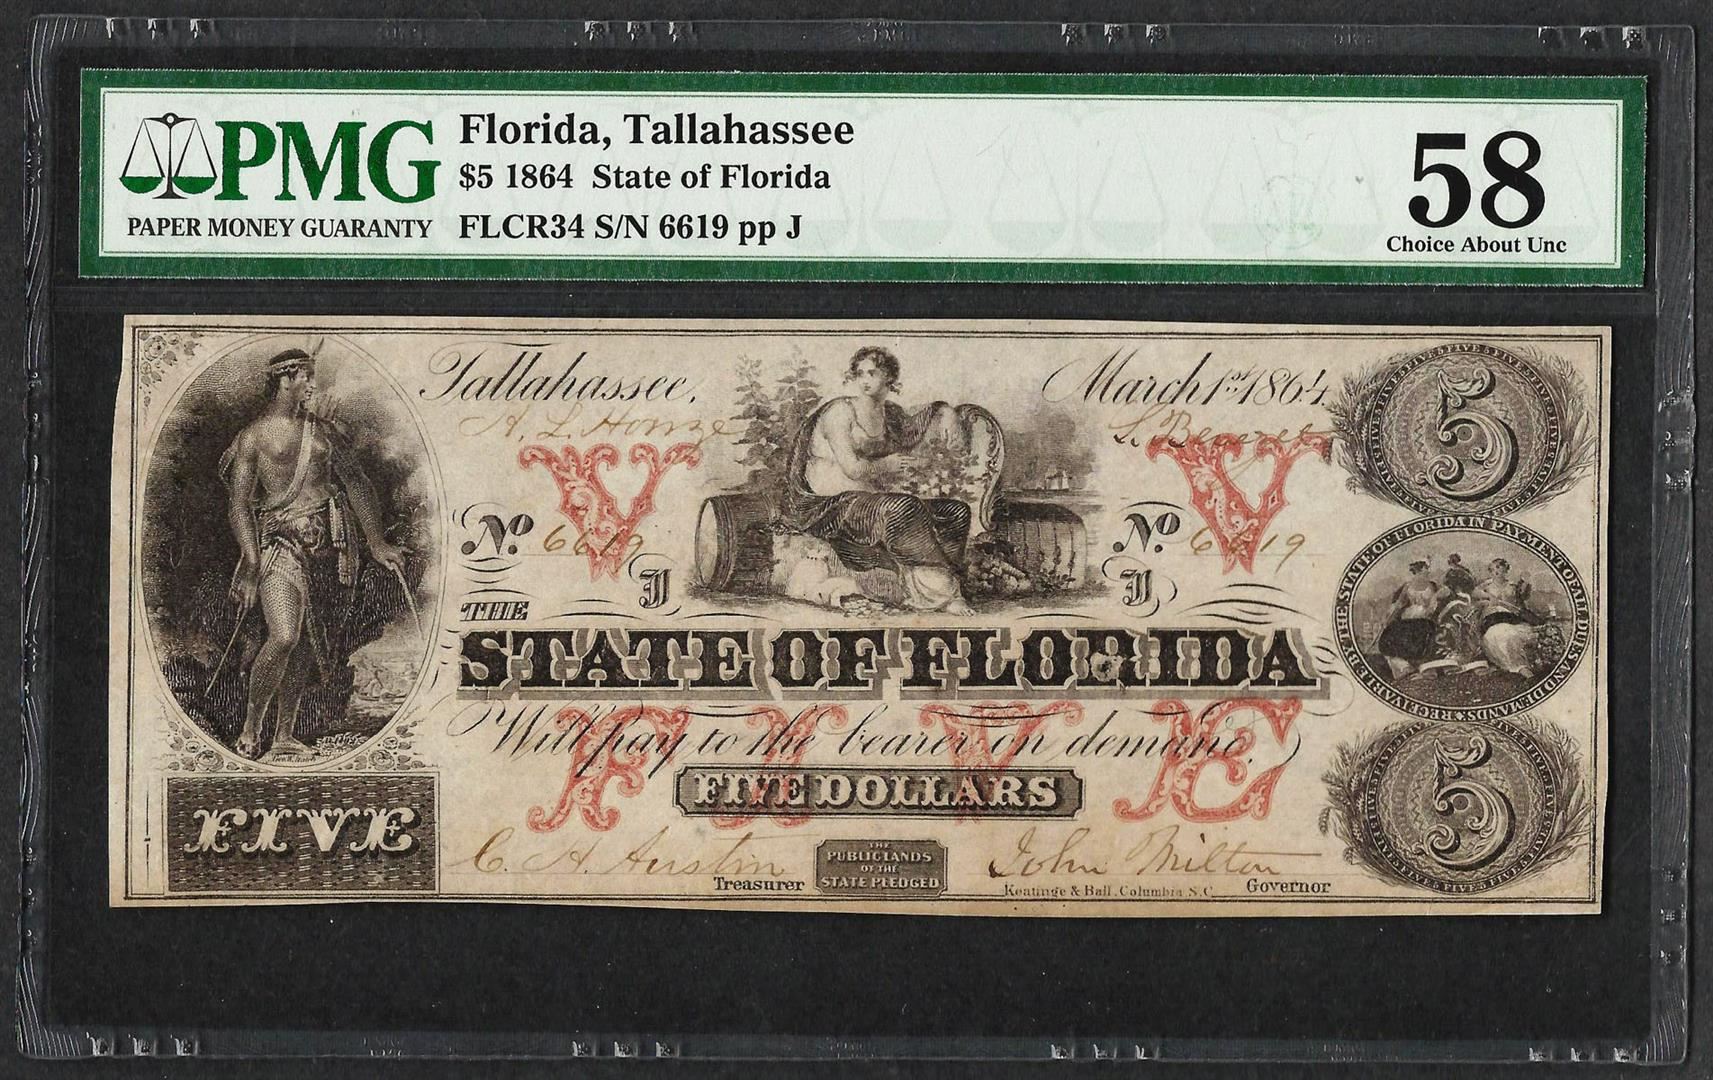 PMG
PAPER MONEY GUARANTY
Florida, Tallahassee
$5 1864 State of Florida
FLCR34 S/N 6619 pp J
58
Choice About Unc
Tallahassee,
March 1st 1864.
A. L. Houze
V
V
5
No. 6619
No. 6619
J
J
RECEIVABLE BY THE STATE OF FLORIDA IN PAYMENT OF ALL DUES AND DEMANDS
THE
STATE OF FLORIDA
Will pay to the bearer on demand,
FIVE
FIVE DOLLARS
5
FIVE
Geo. W. Hatch
C. H. Austin
Treasurer
THE
PUBLIC LANDS
OF THE
STATE PLEDGED
John Milton
Governor
Keatinge & Ball, Columbia S.C.